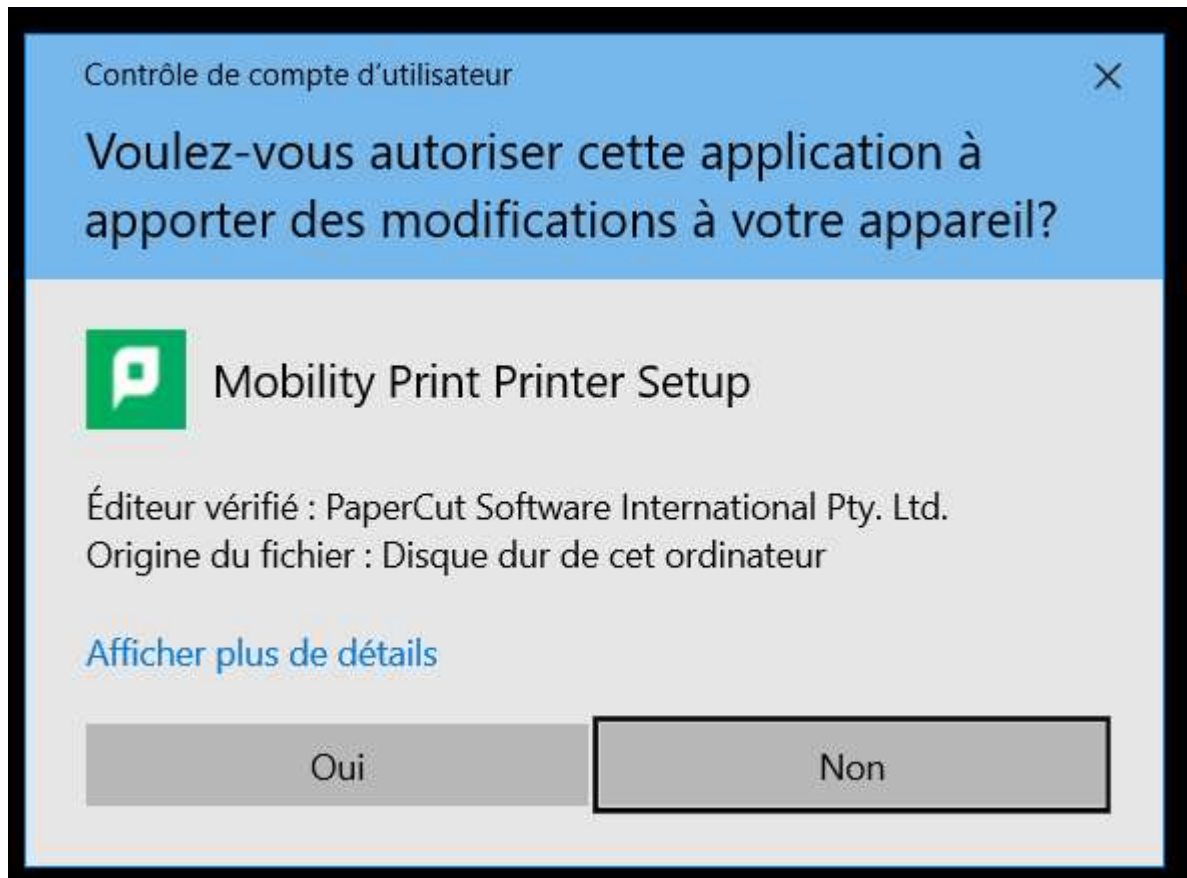 Contrôle de compte d'utilisateur
Voulez-vous autoriser cette application à
apporter des modifications à votre appareil?
Mobility Print Printer Setup
Éditeur vérifié : PaperCut Software International Pty. Ltd.
Origine du fichier : Disque dur de cet ordinateur
Afficher plus de détails
Oui
Non